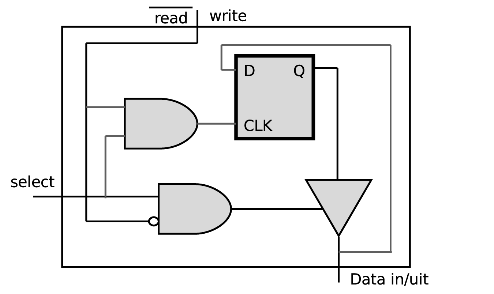 read write
D Q
CLK
select
Data in/uit